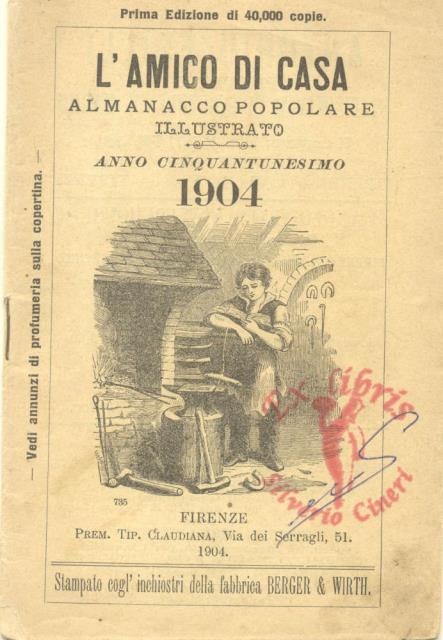 Prima Edizione di 40,000 copie.
L'AMICO DI CASA
ALMANACCO POPOLARE
ILLUSTRATO
ANNO CINQUANTUNESIMO
1904
— Vedi annunzi di profumeria sulla copertina. —
735
Ex Libris
Silverio Cineri
FIRENZE
PREM. TIP. CLAUDIANA, Via dei Serragli, 51.
1904.
Stampato cogl' inchiostri della fabbrica BERGER & WIRTH.